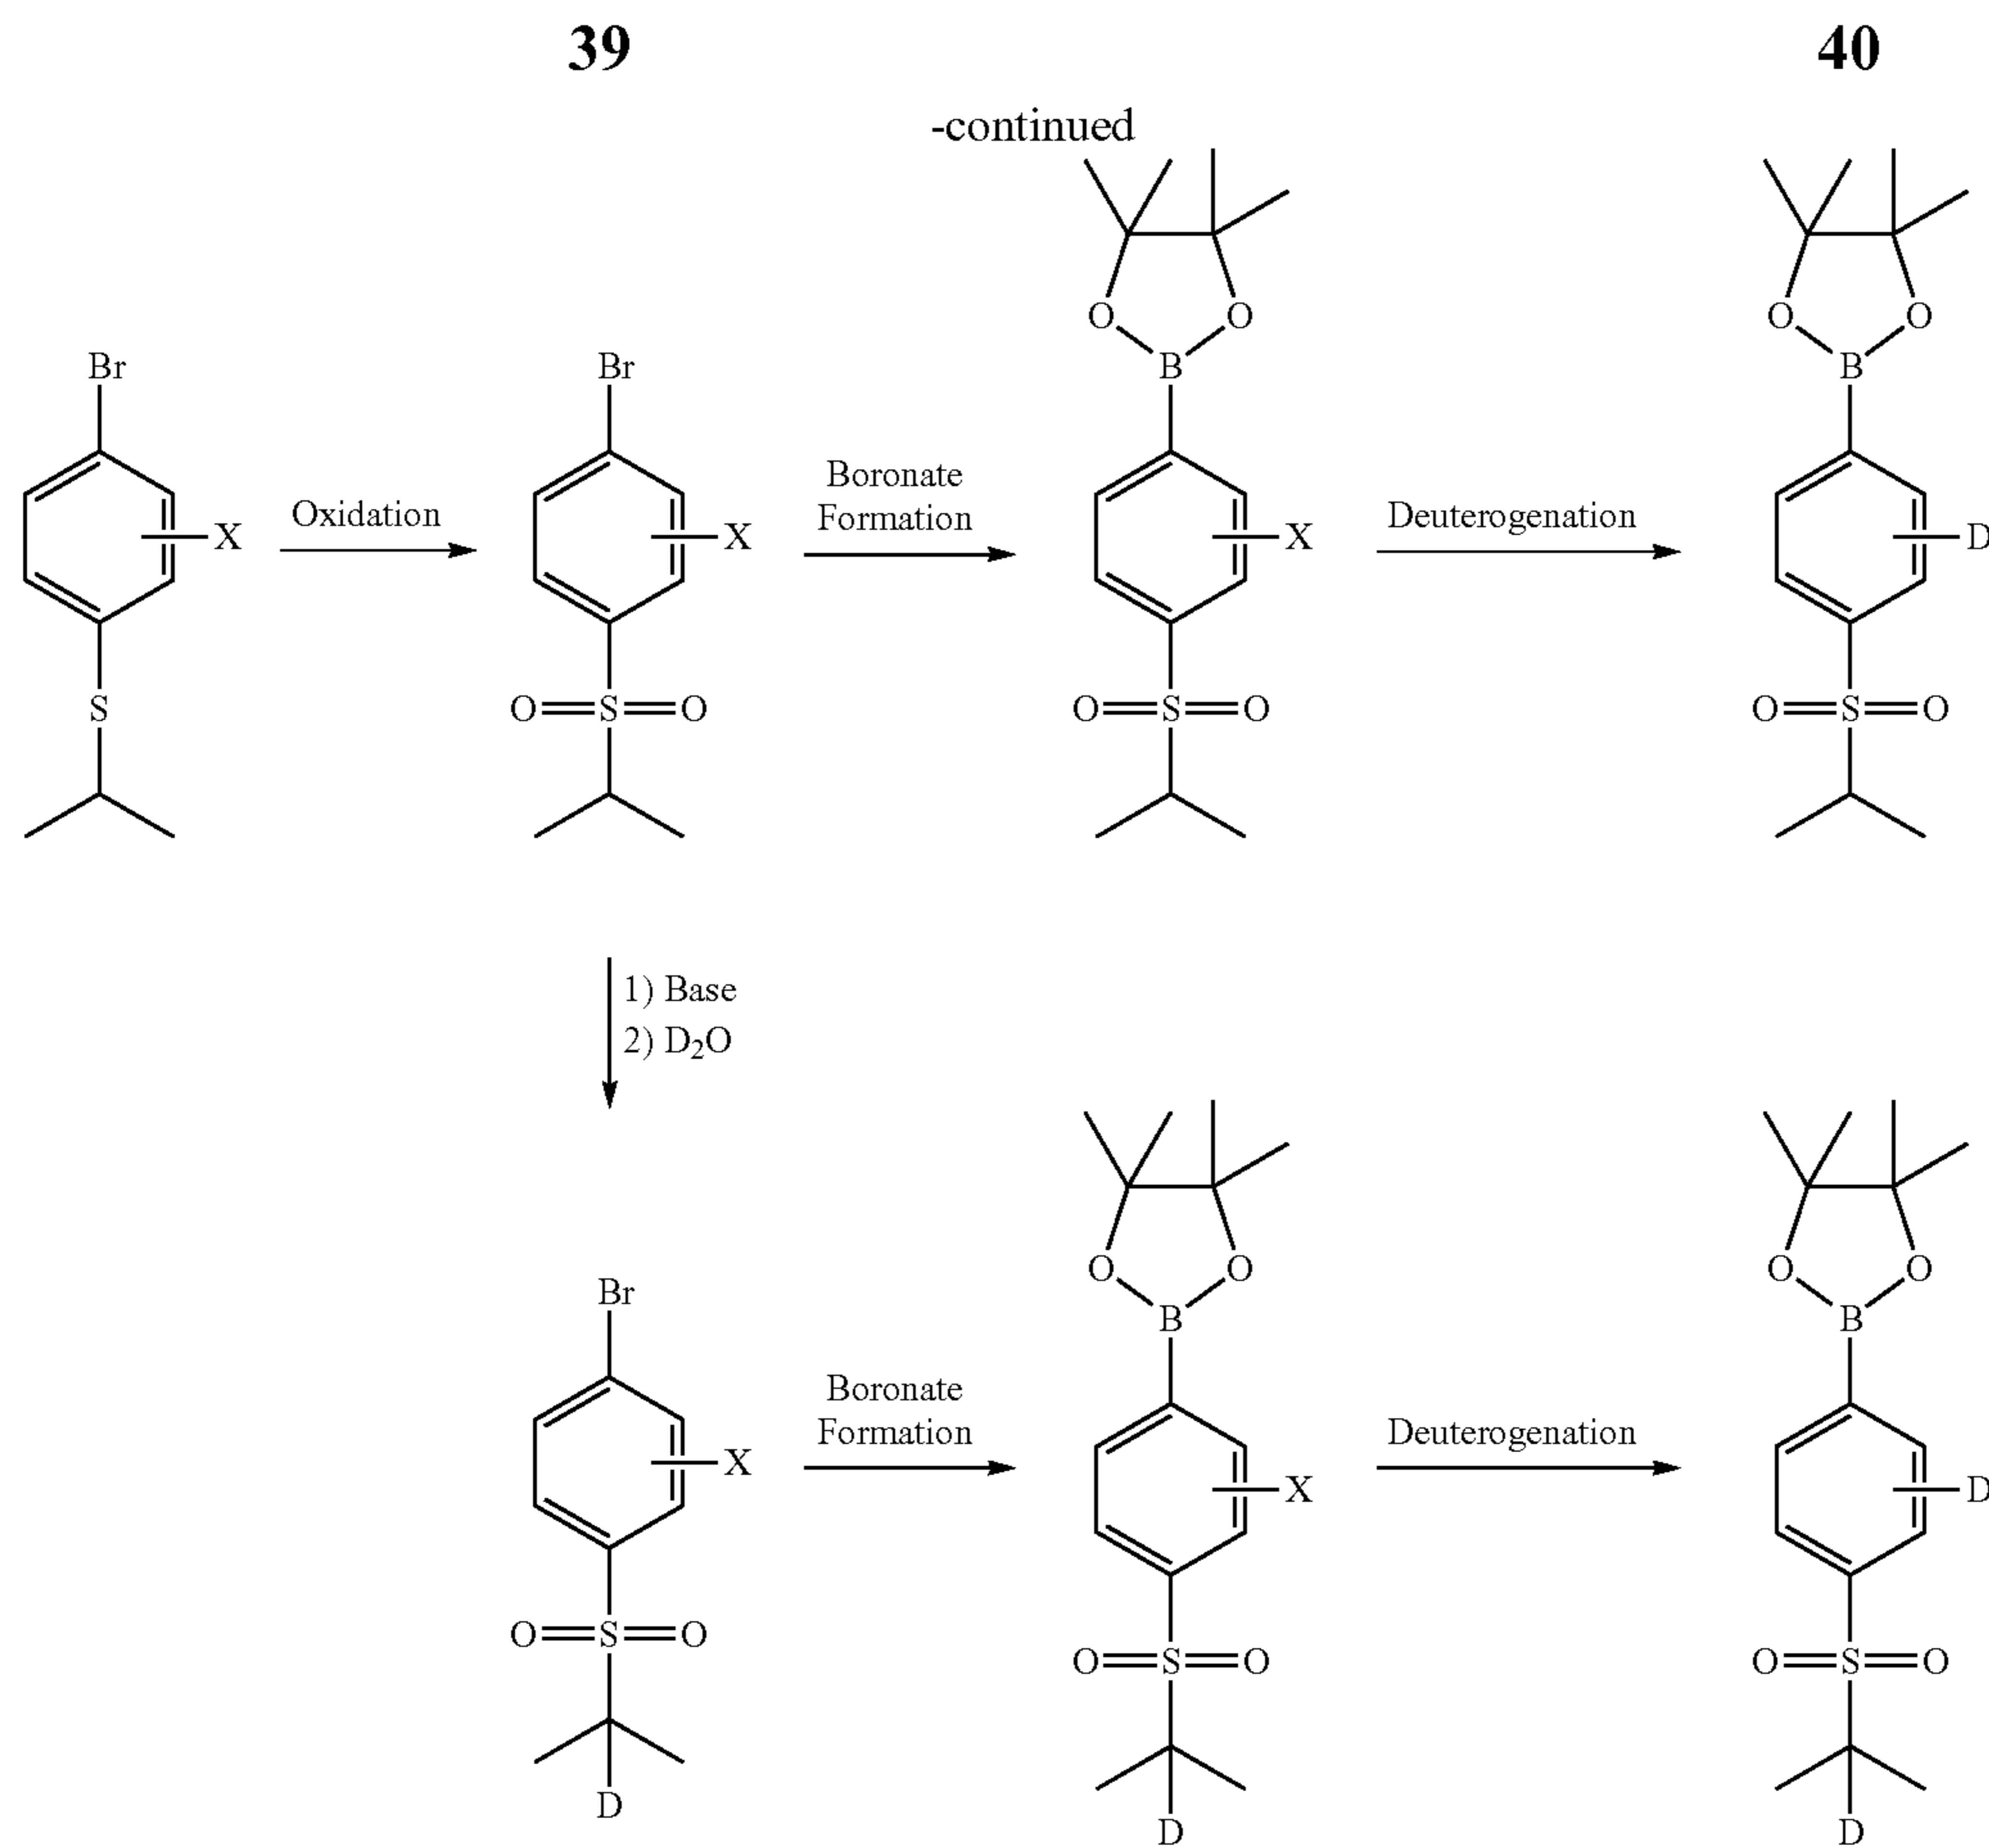 39
40
-continued
Br
X
S
Oxidation
Br
X
O=S=O
Boronate
Formation
O
O
B
X
O=S=O
Deuterogenation
O
O
B
D
O=S=O
1) Base
2) D₂O
Br
X
O=S=O
D
Boronate
Formation
O
O
B
X
O=S=O
D
Deuterogenation
O
O
B
D
O=S=O
D